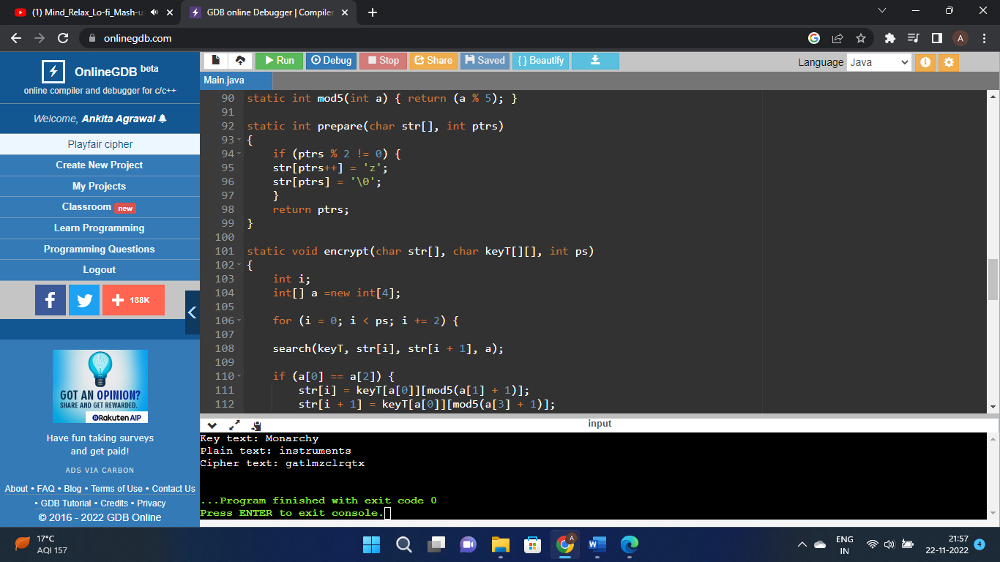 (1) Mind_Relax_Lo-fi_Mash-u
GDB online Debugger | Compiler
onlinegdb.com
A
OnlineGDB beta
online compiler and debugger for c/c++
Welcome, Ankita Agrawal
Playfair cipher
Create New Project
My Projects
Classroom new
Learn Programming
Programming Questions
Logout
188K
GOT AN OPINION?
SHARE AND GET REWARDED.
Rakuten AIP
Have fun taking surveys
and get paid!
ADS VIA CARBON
About • FAQ • Blog • Terms of Use • Contact Us
• GDB Tutorial • Credits • Privacy
© 2016 - 2022 GDB Online
Run Debug Stop Share Saved { } Beautify
Language Java
Main.java
90 static int mod5(int a) { return (a % 5); }
91
92 static int prepare(char str[], int ptrs)
93 {
94 if (ptrs % 2 != 0) {
95 str[ptrs++] = 'z';
96 str[ptrs] = '\0';
97 }
98 return ptrs;
99 }
100
101 static void encrypt(char str[], char keyT[][], int ps)
102 {
103 int i;
104 int[] a =new int[4];
105
106 for (i = 0; i < ps; i += 2) {
107
108 search(keyT, str[i], str[i + 1], a);
109
110 if (a[0] == a[2]) {
111 str[i] = keyT[a[0]][mod5(a[1] + 1)];
112 str[i + 1] = keyT[a[0]][mod5(a[3] + 1)];
input
Key text: Monarchy
Plain text: instruments
Cipher text: gatlmzclrqtx
...Program finished with exit code 0
Press ENTER to exit console.
17°C
AQI 157
A
W
ENG
IN
21:57
22-11-2022
4